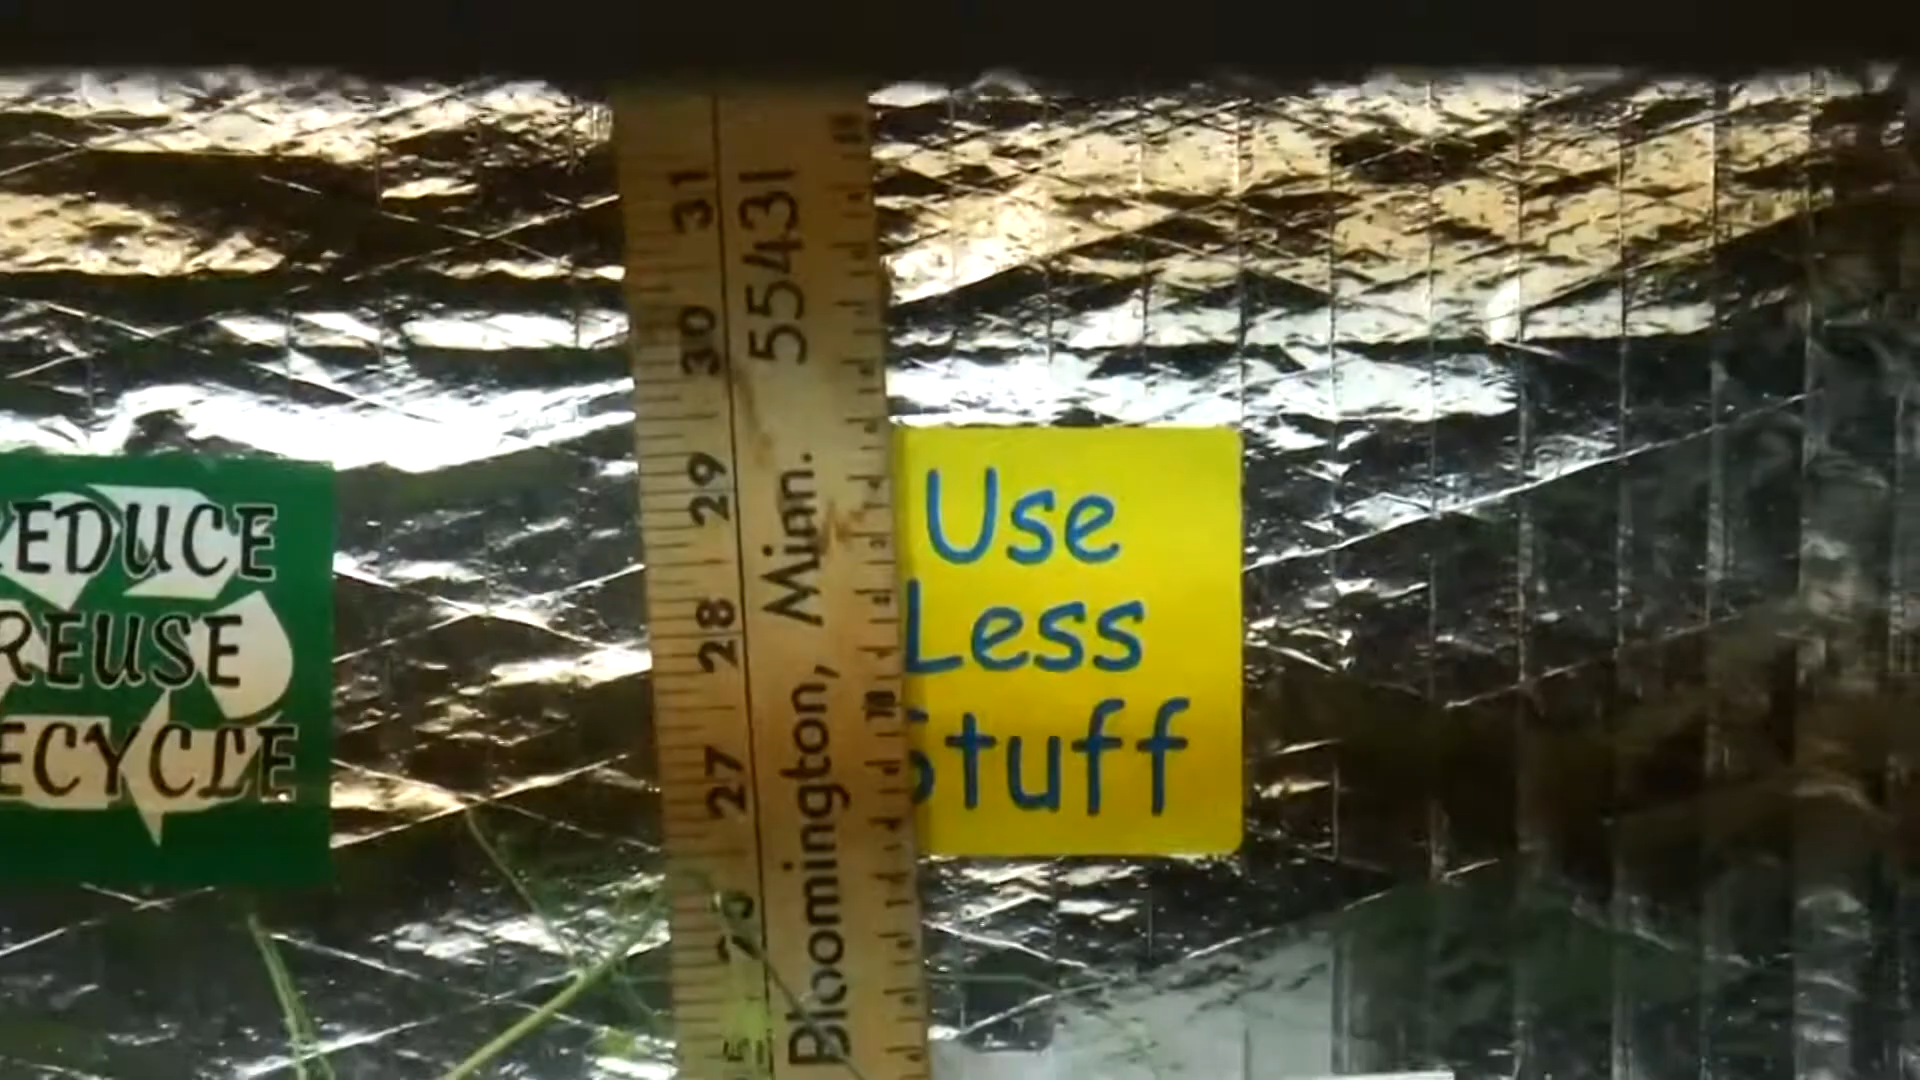 EDUCE
REUSE
ECYCLE
31
30
29
28
27
Bloomington, Minn. 55431
Use
Less
Stuff